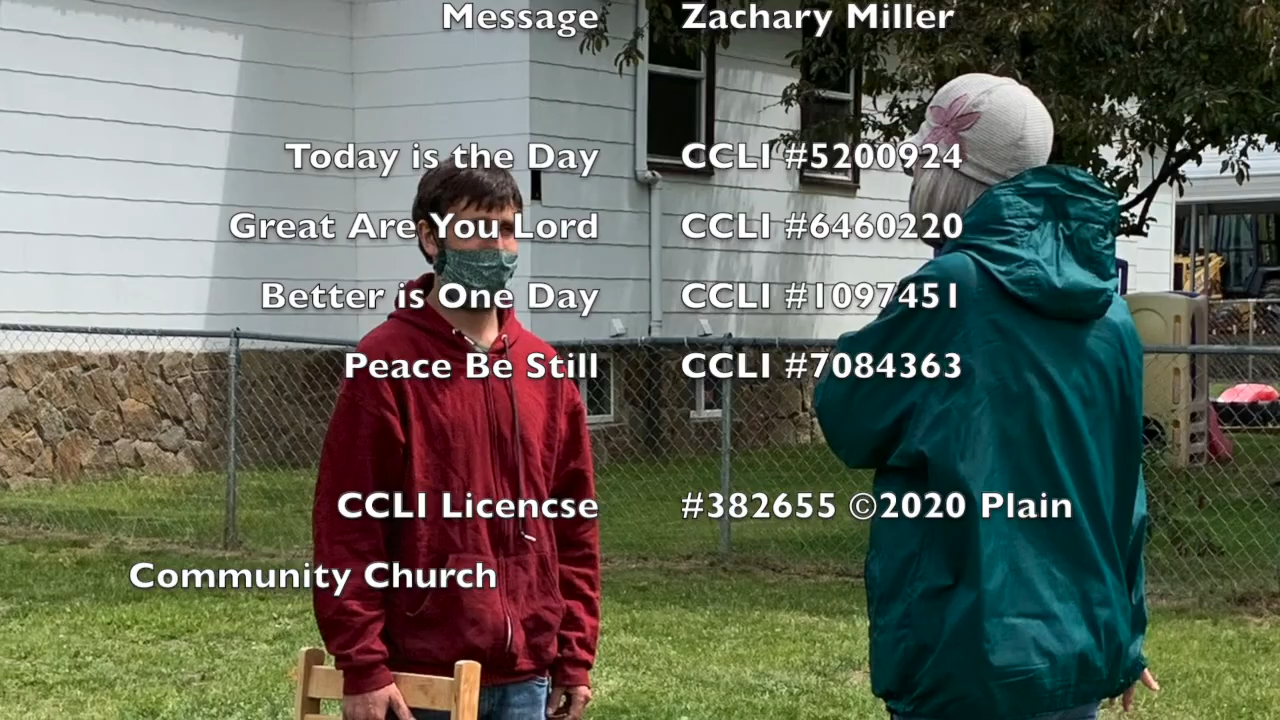 Message Zachary Miller
Today is the Day CCLI #5200924
Great Are You Lord CCLI #6460220
Better is One Day CCLI #1097451
Peace Be Still CCLI #7084363
CCLI Licencse #382655 ©2020 Plain
Community Church